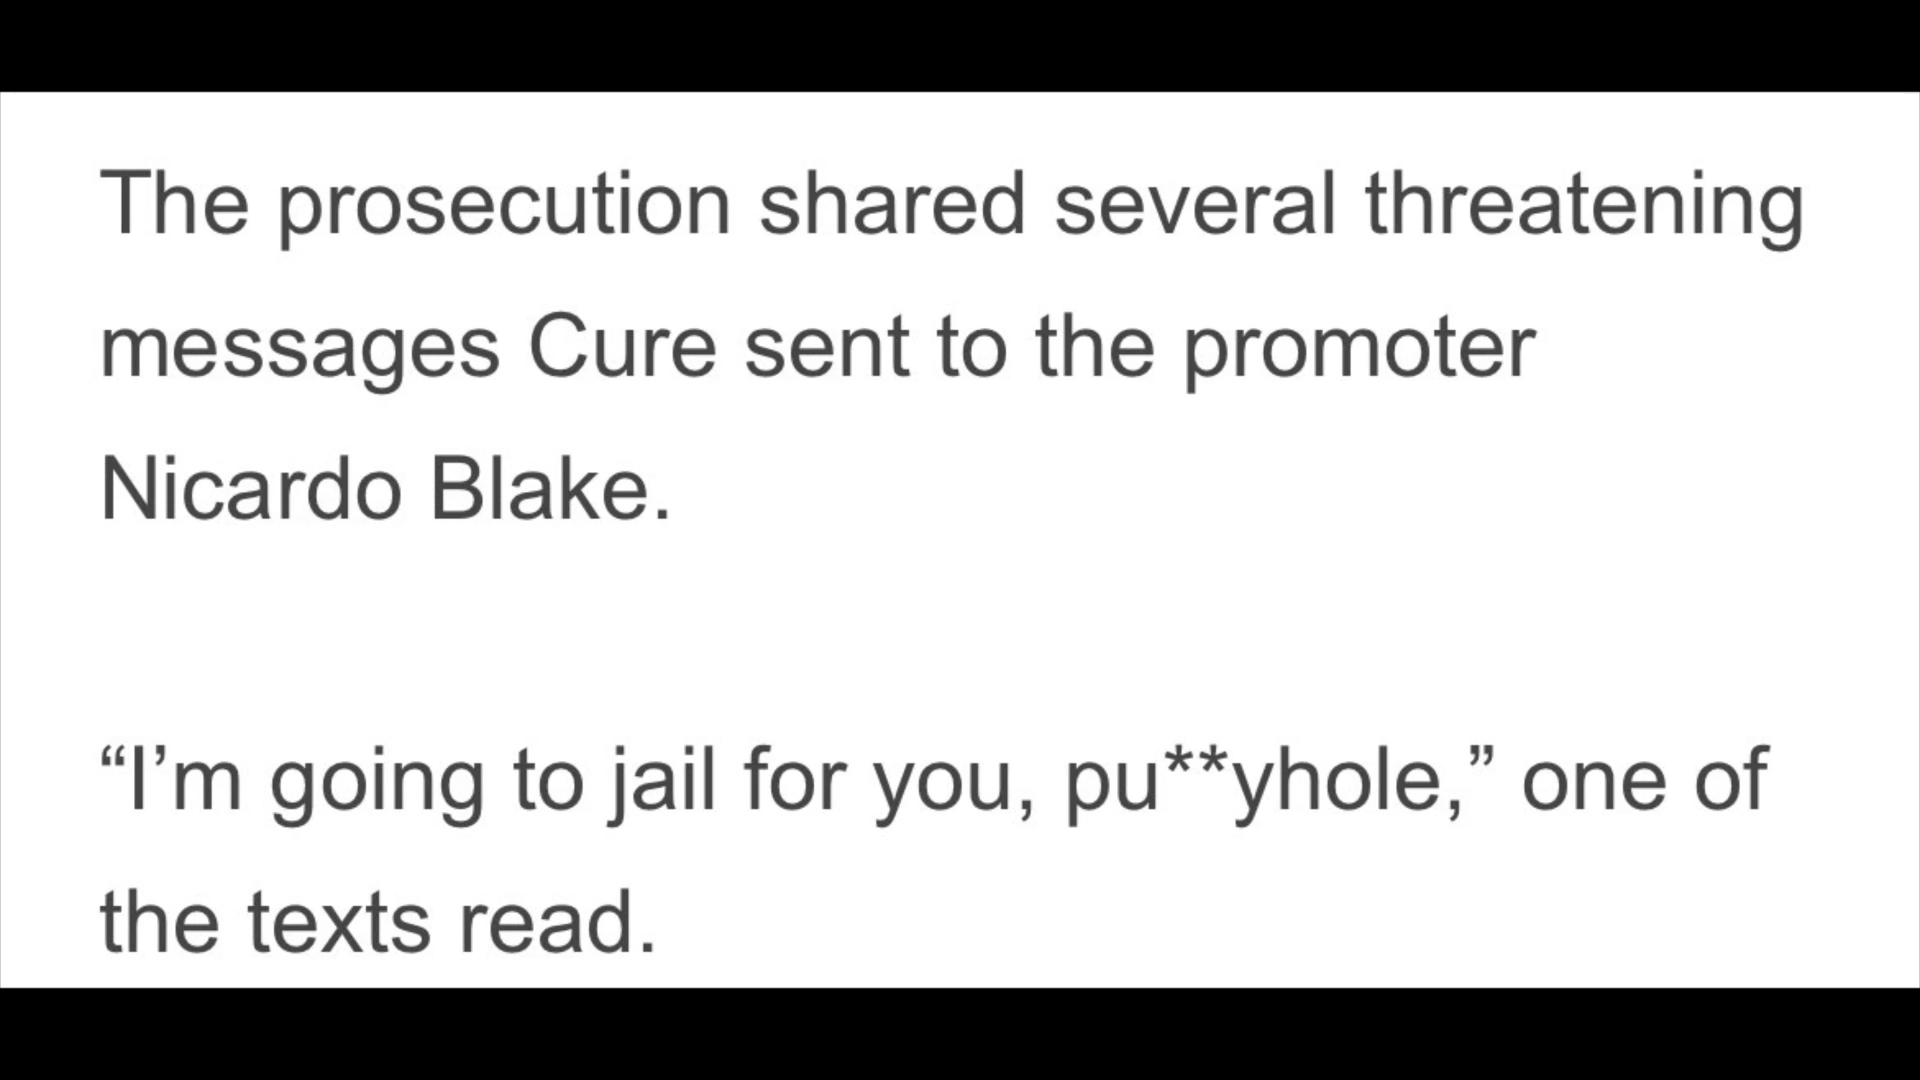 The prosecution shared several threatening
messages Cure sent to the promoter
Nicardo Blake.
“I’m going to jail for you, pu**yhole,” one of
the texts read.